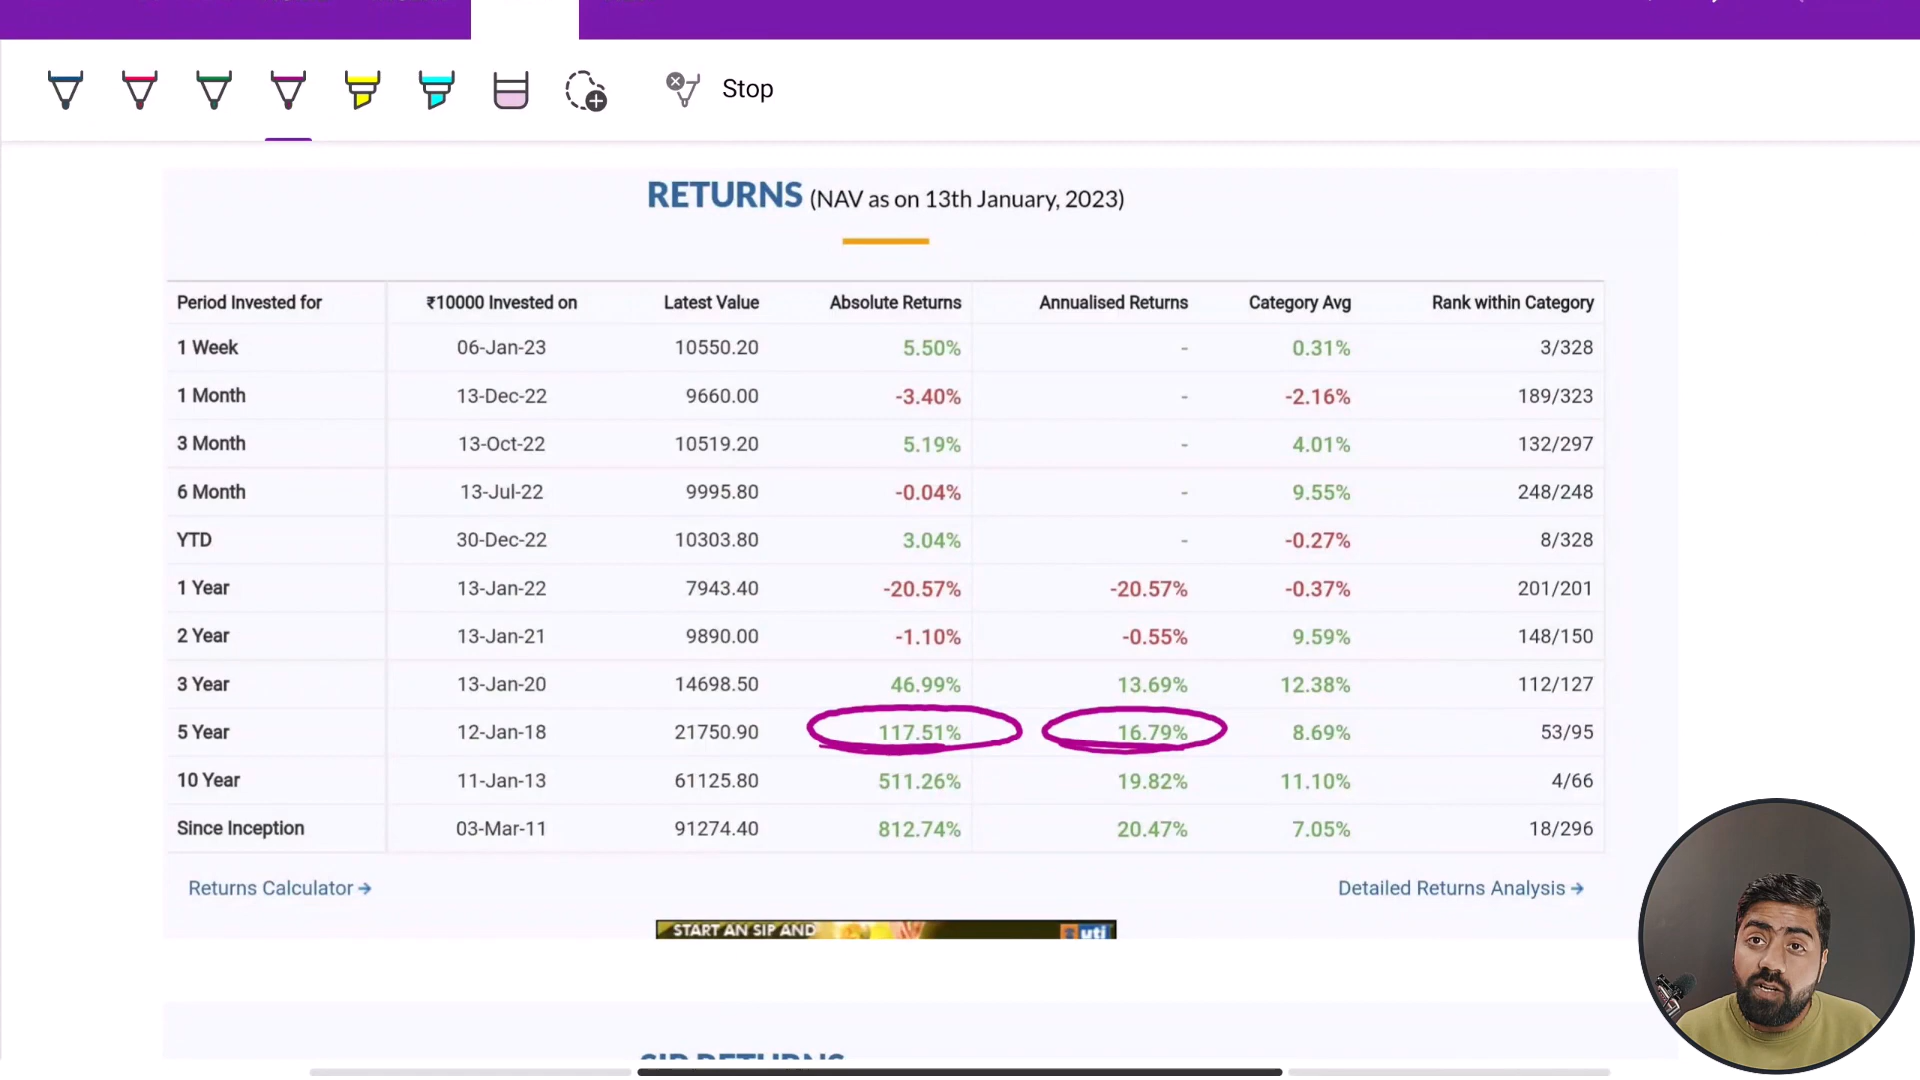 Stop
RETURNS (NAV as on 13th January, 2023)
Period Invested for ₹10000 Invested on Latest Value Absolute Returns Annualised Returns Category Avg Rank within Category
1 Week 06-Jan-23 10550.20 5.50% - 0.31% 3/328
1 Month 13-Dec-22 9660.00 -3.40% - -2.16% 189/323
3 Month 13-Oct-22 10519.20 5.19% - 4.01% 132/297
6 Month 13-Jul-22 9995.80 -0.04% - 9.55% 248/248
YTD 30-Dec-22 10303.80 3.04% - -0.27% 8/328
1 Year 13-Jan-22 7943.40 -20.57% -20.57% -0.37% 201/201
2 Year 13-Jan-21 9890.00 -1.10% -0.55% 9.59% 148/150
3 Year 13-Jan-20 14698.50 46.99% 13.69% 12.38% 112/127
5 Year 12-Jan-18 21750.90 117.51% 16.79% 8.69% 53/95
10 Year 11-Jan-13 61125.80 511.26% 19.82% 11.10% 4/66
Since Inception 03-Mar-11 91274.40 812.74% 20.47% 7.05% 18/296
Returns Calculator → Detailed Returns Analysis →
START AN SIP AND uti
SIP RETURNS